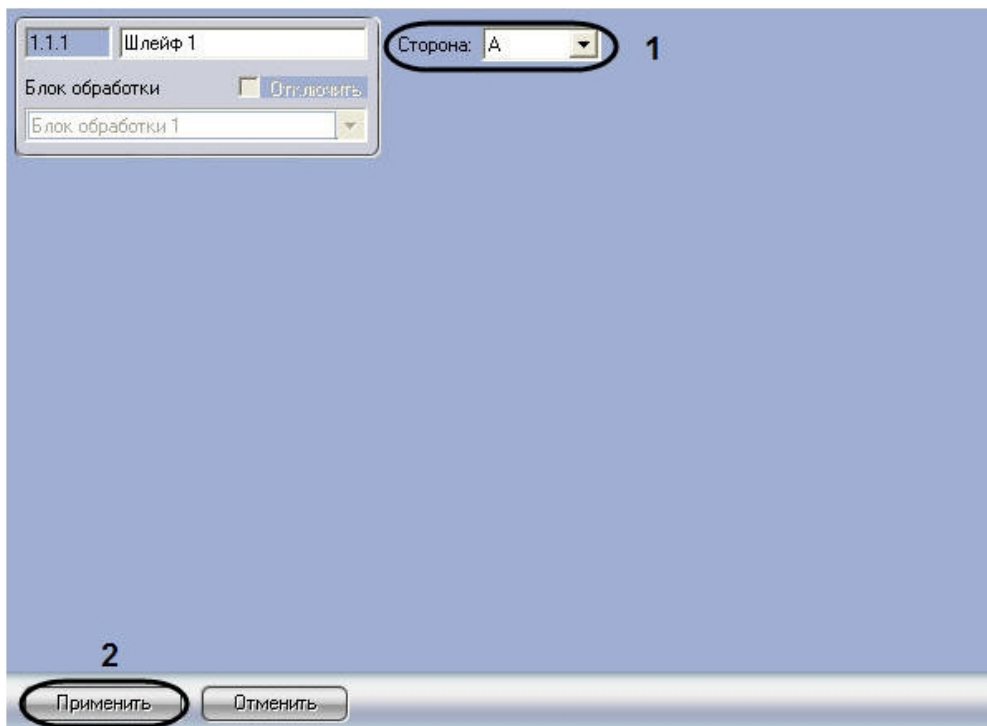 1.1.1 Шлейф 1 Сторона: А 1
Блок обработки Отключить
Блок обработки 1
2
Применить Отменить